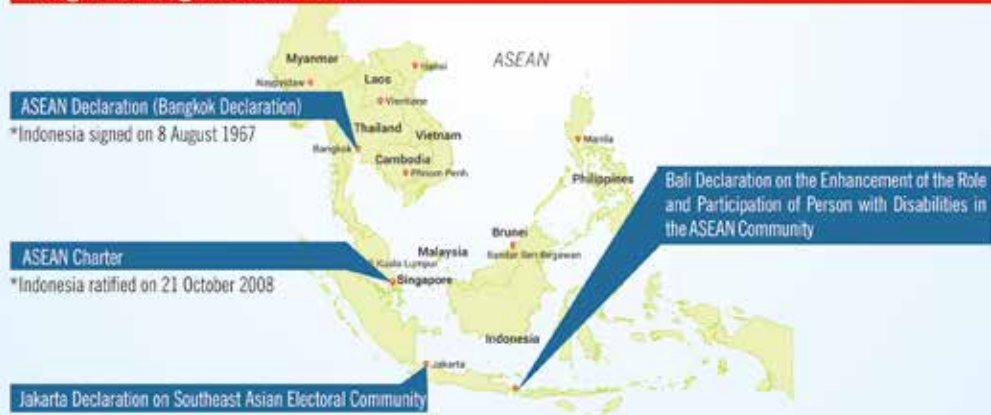 ASEAN
Myanmar
Hanoi
Laos
Vientiane
ASEAN Declaration (Bangkok Declaration)
*Indonesia signed on 8 August 1967
Thailand
Vietnam
Manila
Bangkok
Cambodia
Phnom Penh
Philippines
Bali Declaration on the Enhancement of the Role
and Participation of Person with Disabilities in
the ASEAN Community
Brunei
Bandar Seri Begawan
Malaysia
Kuala Lumpur
ASEAN Charter
Singapore
*Indonesia ratified on 21 October 2008
Indonesia
Jakarta
Jakarta Declaration on Southeast Asian Electoral Community